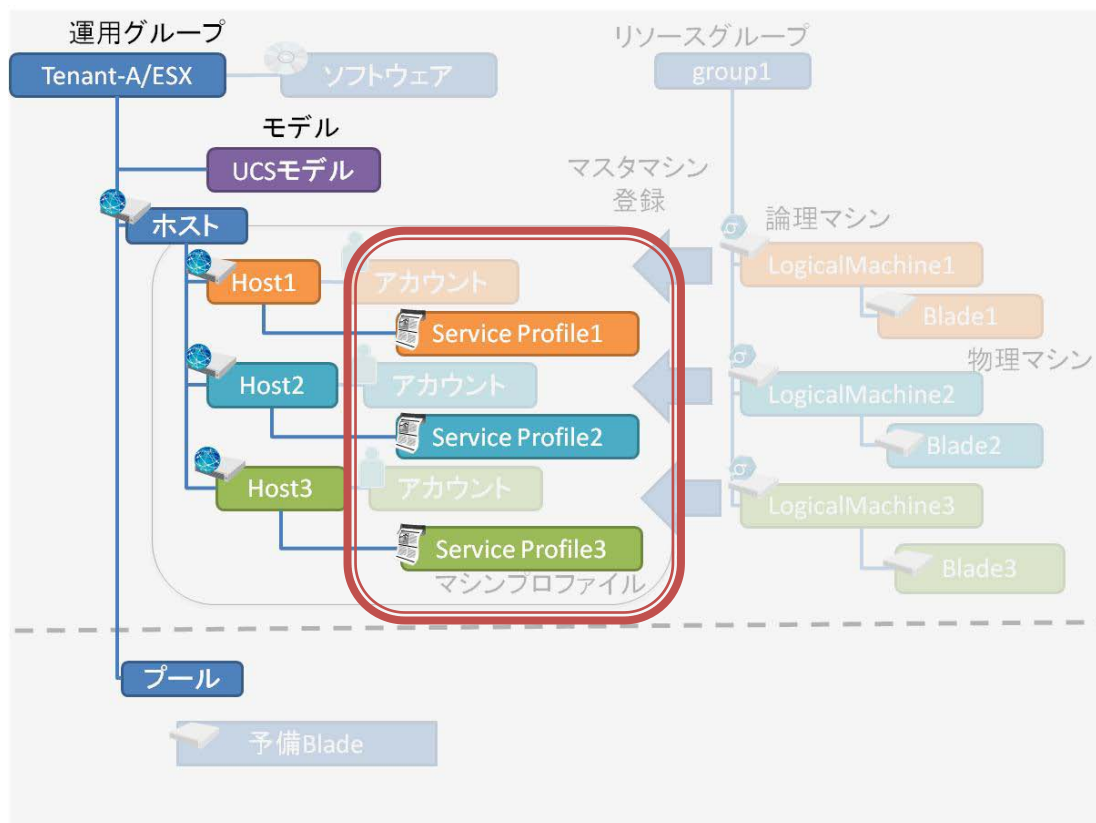 運用グループ
Tenant-A/ESX
ソフトウェア
モデル
UCSモデル
ホスト
Host1
アカウント
Service Profile1
Host2
アカウント
Service Profile2
Host3
アカウント
Service Profile3
マシンプロファイル
リソースグループ
group1
マスタマシン
登録
論理マシン
LogicalMachine1
Blade1
物理マシン
LogicalMachine2
Blade2
LogicalMachine3
Blade3
プール
予備Blade